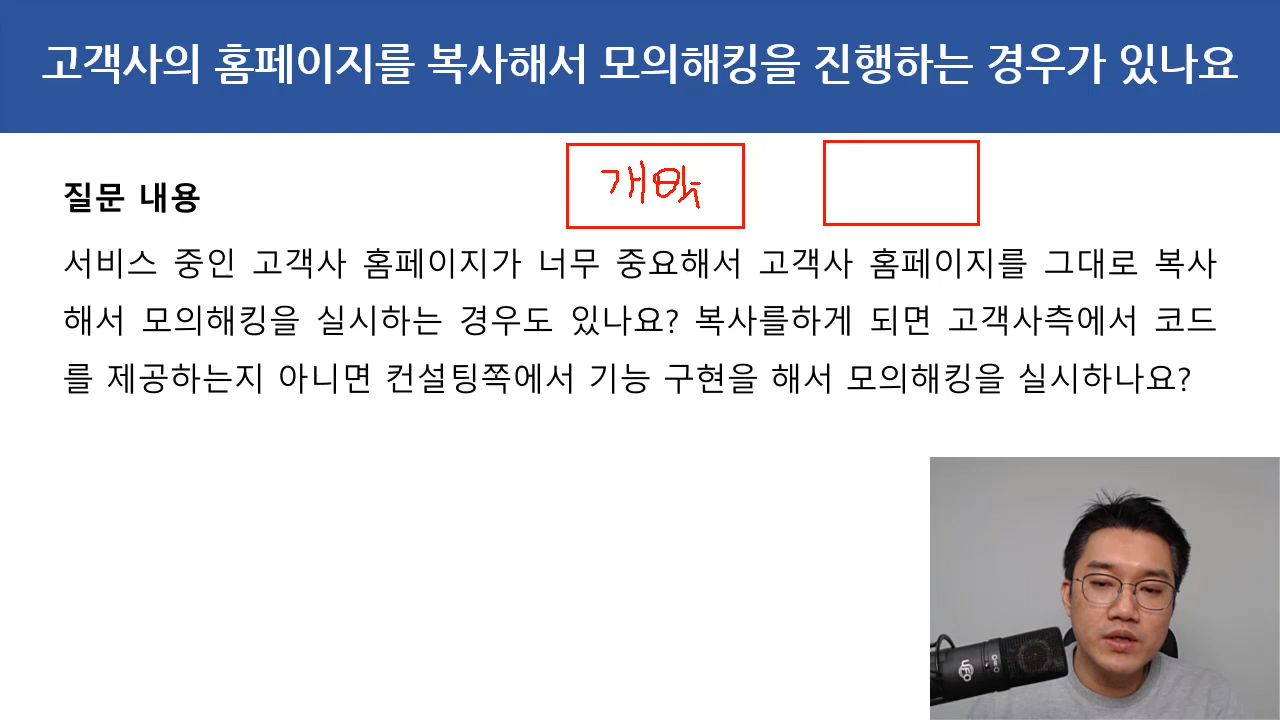 고객사의 홈페이지를 복사해서 모의해킹을 진행하는 경우가 있나요
질문 내용
서비스 중인 고객사 홈페이지가 너무 중요해서 고객사 홈페이지를 그대로 복사
해서 모의해킹을 실시하는 경우도 있나요? 복사를하게 되면 고객사측에서 코드
를 제공하는지 아니면 컨설팅쪽에서 기능 구현을 해서 모의해킹을 실시하나요?
UFO